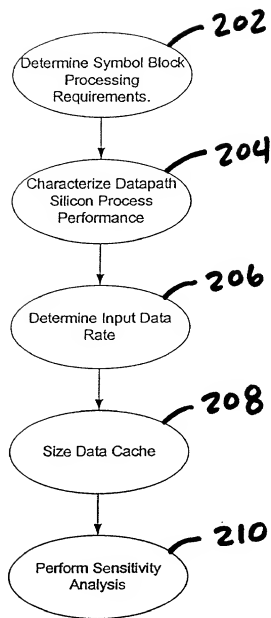 202
Determine Symbol Block
Processing
Requirements.
204
Characterize Datapath
Silicon Process
Performance
206
Determine Input Data
Rate
208
Size Data Cache
210
Perform Sensitivity
Analysis